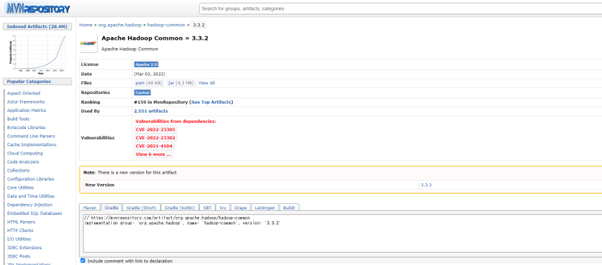 MVNREPOSITORY
Search for groups, artifacts, categories
Indexed Artifacts (28.4M)
Popular Categories
Aspect Oriented
Actor Frameworks
Application Metrics
Build Tools
Bytecode Libraries
Command Line Parsers
Cache Implementations
Cloud Computing
Code Analyzers
Collections
Configuration Libraries
Core Utilities
Date and Time Utilities
Dependency Injection
Embedded SQL Databases
HTML Parsers
HTTP Clients
I/O Utilities
JDBC Extensions
JDBC Pools
Home » org.apache.hadoop » hadoop-common » 3.3.2
Apache Hadoop Common » 3.3.2
Apache Hadoop Common
License Apache 2.0
Date (Mar 03, 2022)
Files pom (40 KB) jar (4.3 MB) View All
Repositories Central
Ranking #150 in MvnRepository (See Top Artifacts)
Used By 2,551 artifacts
Vulnerabilities Vulnerabilities from dependencies:
CVE-2022-23305
CVE-2022-23302
CVE-2021-4104
View 6 more ...
Note: There is a new version for this artifact
New Version 3.3.3
Maven Gradle Gradle (Short) Gradle (Kotlin) SBT Ivy Grape Leiningen Buildr
// https://mvnrepository.com/artifact/org.apache.hadoop/hadoop-common
implementation group: 'org.apache.hadoop', name: 'hadoop-common', version: '3.3.2'
Include comment with link to declaration